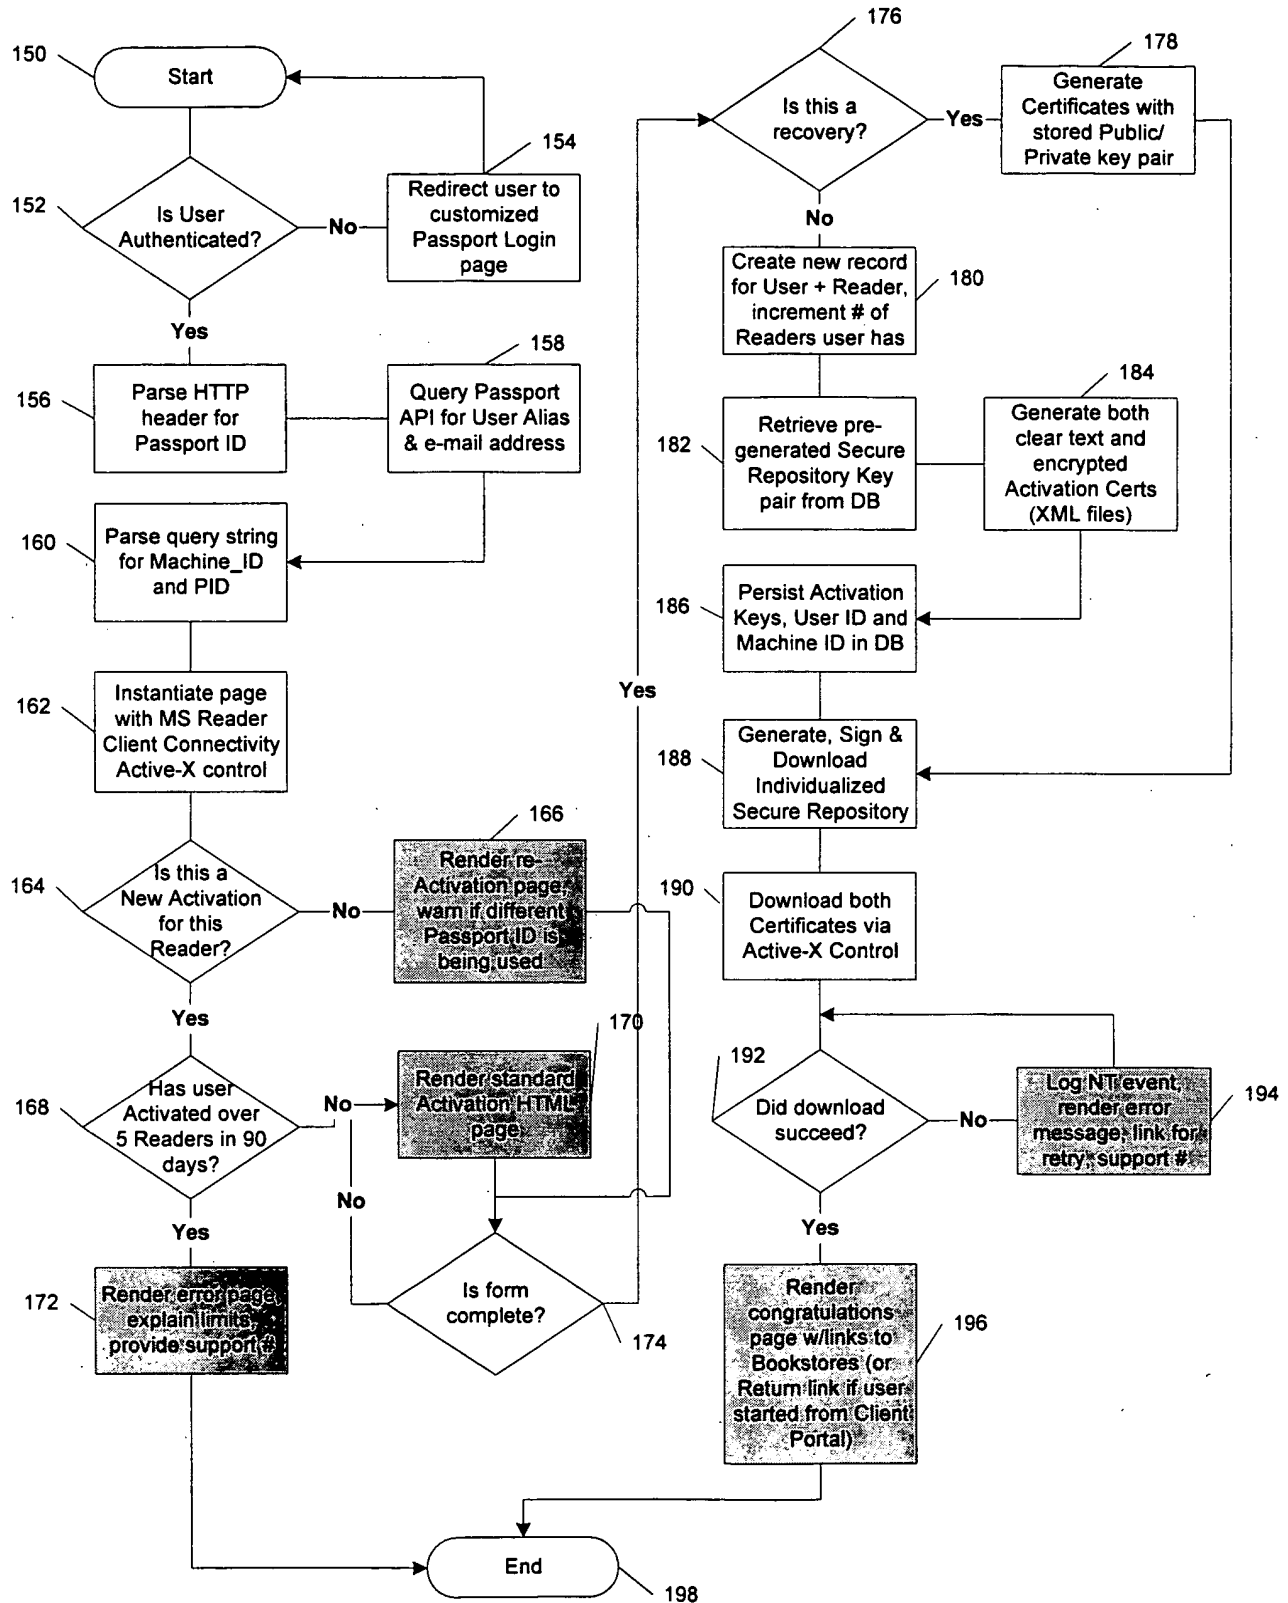 150
Start
154
Redirect user to
customized
Passport Login
page
152
Is User
Authenticated?
No
Yes
156
Parse HTTP
header for
Passport ID
158
Query Passport
API for User Alias
& e-mail address
160
Parse query string
for Machine_ID
and PID
162
Instantiate page
with MS Reader
Client Connectivity
Active-X control
164
Is this a
New Activation
for this
Reader?
No
166
Render re-
Activation page,
warn if different
Passport ID is
being used
Yes
168
Has user
Activated over
5 Readers in 90
days?
No
170
Render standard
Activation HTML
page
No
Yes
172
Render error page,
explain limits,
provide support #
Is form
complete?
174
Yes
176
Is this a
recovery?
Yes
178
Generate
Certificates with
stored Public/
Private key pair
No
180
Create new record
for User + Reader,
increment # of
Readers user has
182
Retrieve pre-
generated Secure
Repository Key
pair from DB
184
Generate both
clear text and
encrypted
Activation Certs
(XML files)
186
Persist Activation
Keys, User ID and
Machine ID in DB
188
Generate, Sign &
Download
Individualized
Secure Repository
190
Download both
Certificates via
Active-X Control
192
Did download
succeed?
No
194
Log NT event,
render error
message, link for
retry, support #
Yes
196
Render
congratulations
page w/links to
Bookstores (or
Return link if user
started from Client
Portal)
End
198